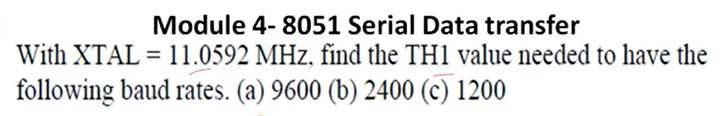 Module 4- 8051 Serial Data transfer
With XTAL = 11.0592 MHz, find the TH1 value needed to have the
following baud rates. (a) 9600 (b) 2400 (c) 1200